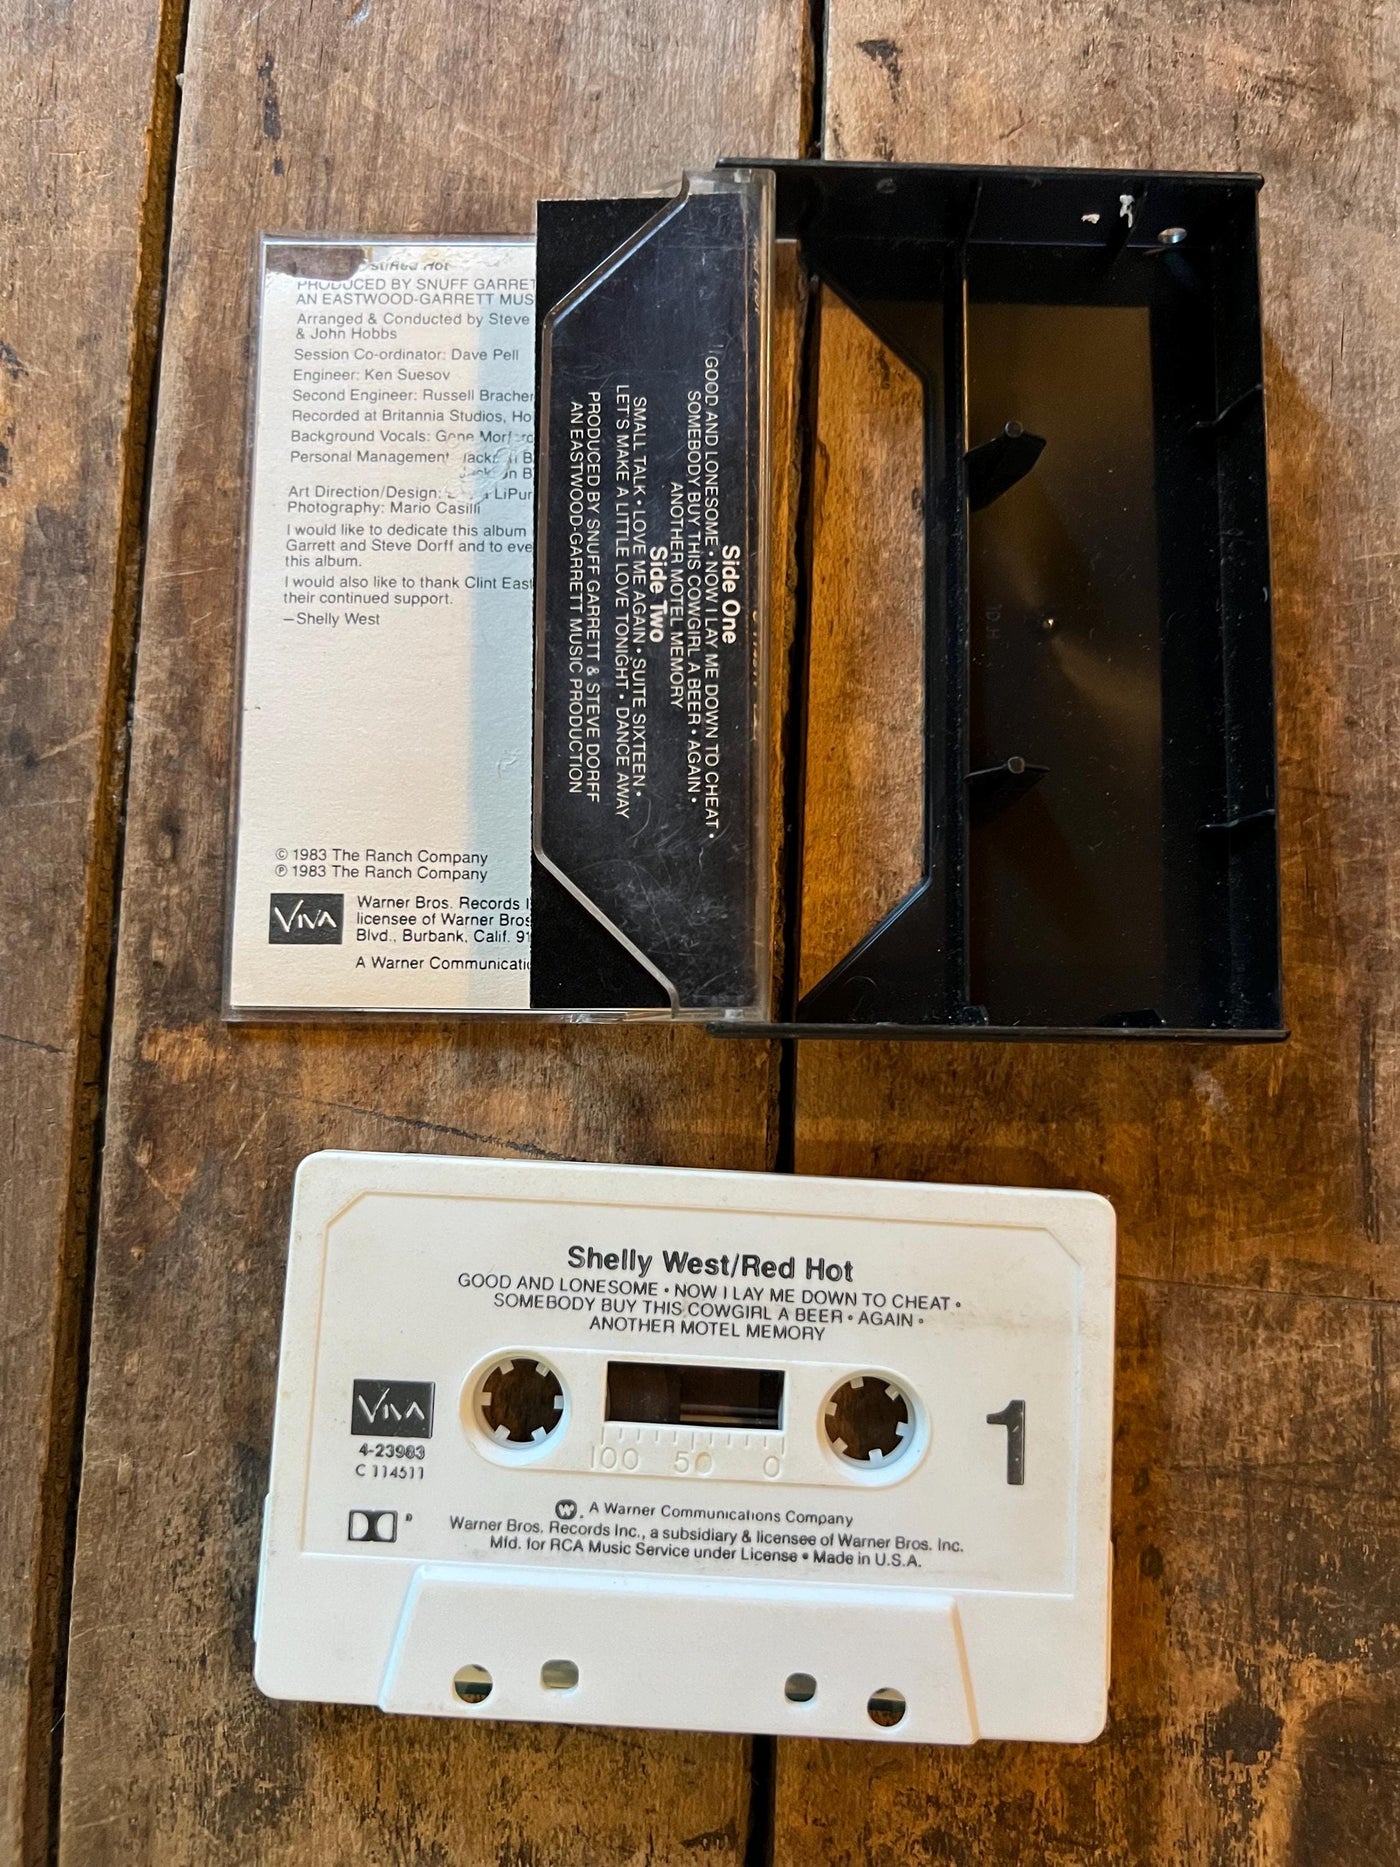 st/Red Hot
PRODUCED BY SNUFF GARRET
AN EASTWOOD-GARRETT MUS
Arranged & Conducted by Steve
& John Hobbs
Session Co-ordinator: Dave Pell
Engineer: Ken Suesov
Second Engineer: Russell Bracher
Recorded at Britannia Studios, Ho
Background Vocals: Gene
Personal Management
Art Direction/Design: LiPur
Photography: Mario Casilli
I would like to dedicate this album
Garrett and Steve Dorff and to eve
this album.
I would also like to thank Clint East
their continued support.
—Shelly West
© 1983 The Ranch Company
℗ 1983 The Ranch Company
VIVA
Warner Bros. Records I
licensee of Warner Bros
Blvd., Burbank, Calif. 91
A Warner Communicatio
Side One
GOOD AND LONESOME • NOW I LAY ME DOWN TO CHEAT •
SOMEBODY BUY THIS COWGIRL A BEER • AGAIN •
ANOTHER MOTEL MEMORY
Side Two
SMALL TALK • LOVE ME AGAIN • SUITE SIXTEEN •
LET'S MAKE A LITTLE LOVE TONIGHT • DANCE AWAY
PRODUCED BY SNUFF GARRETT & STEVE DORFF
AN EASTWOOD-GARRETT MUSIC PRODUCTION
Shelly West/Red Hot
GOOD AND LONESOME • NOW I LAY ME DOWN TO CHEAT •
SOMEBODY BUY THIS COWGIRL A BEER • AGAIN •
ANOTHER MOTEL MEMORY
VIVA
4-23983
C 114511
1
100 50 0
A Warner Communications Company
Warner Bros. Records Inc., a subsidiary & licensee of Warner Bros. Inc.
Mfd. for RCA Music Service under License • Made in U.S.A.